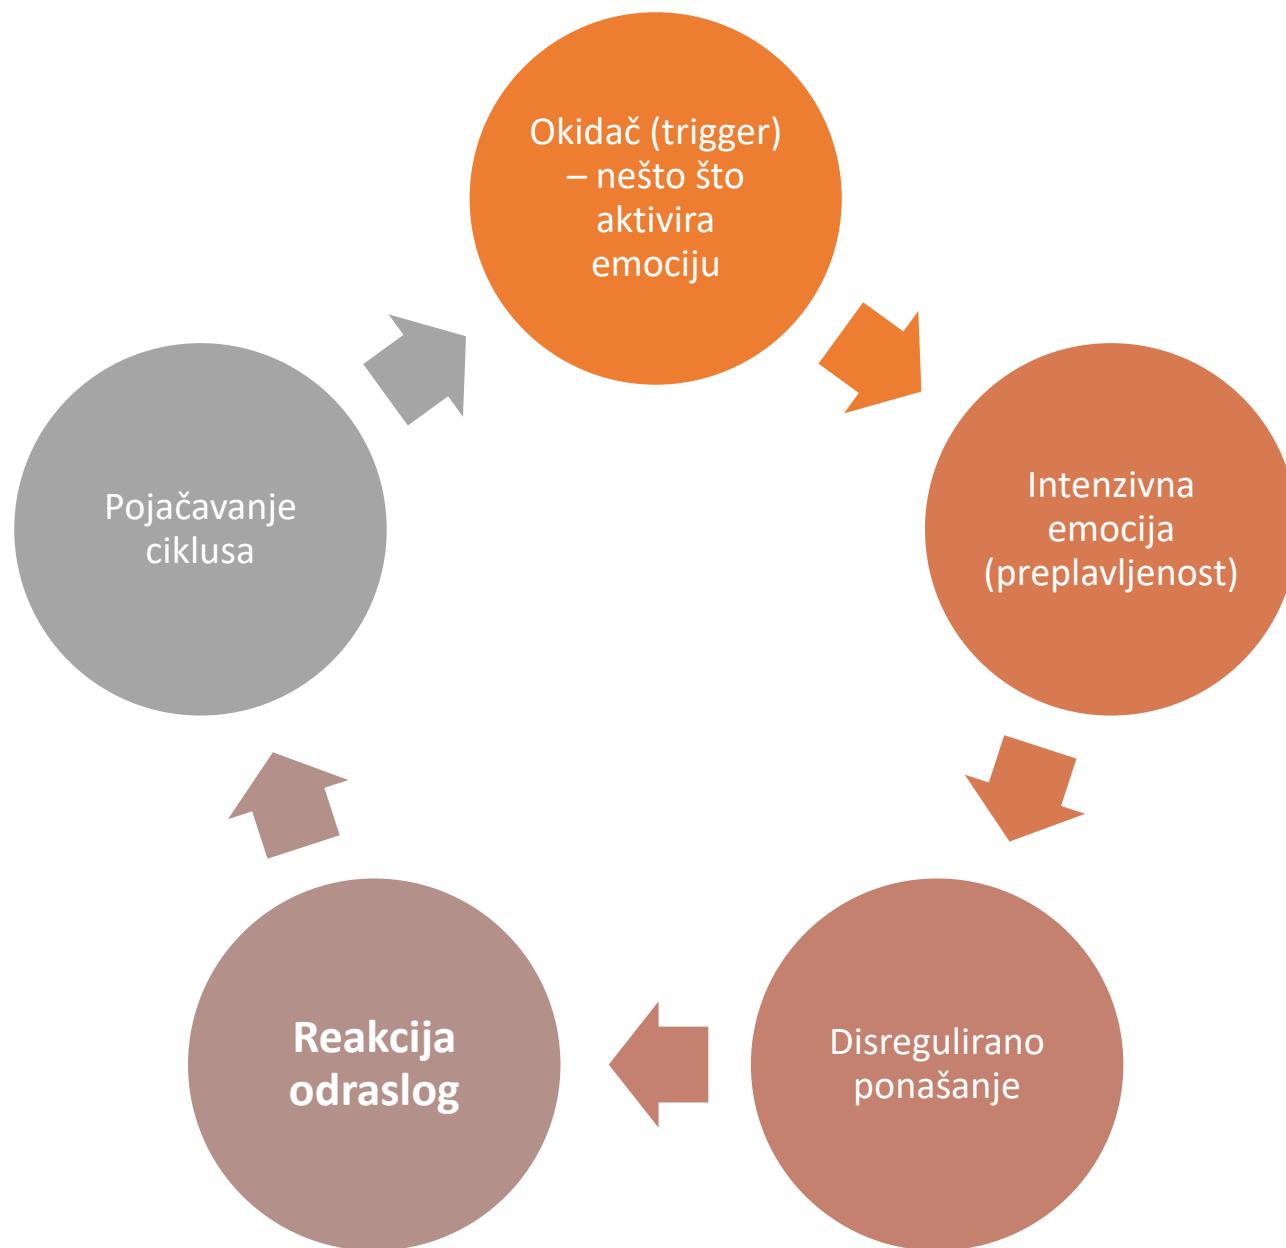 Okidač (trigger)
– nešto što
aktivira
emociju
Intenzivna
emocija
(preplavljenost)
Disregulirano
ponašanje
Reakcija
odraslog
Pojačavanje
ciklusa